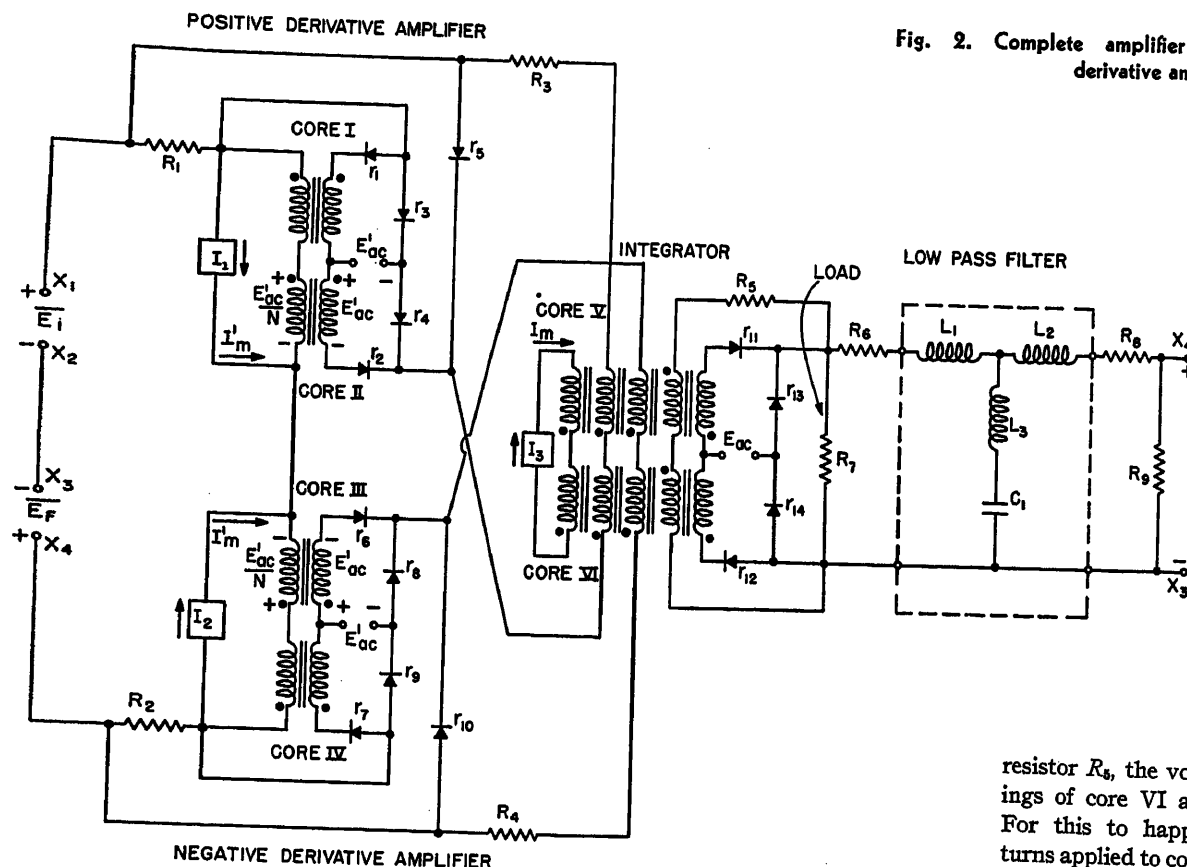 POSITIVE DERIVATIVE AMPLIFIER
Fig. 2. Complete amplifier
derivative an
R3
CORE I
R1
r1
r5
r3
I1
E'ac
+ X1
Ei
- X2
E'ac/N
E'ac
r4
I'm
r2
CORE II
INTEGRATOR
LOW PASS FILTER
LOAD
CORE V
Im
R5
R6
L1
L2
R8
X4
+
r11
r13
L3
I3
Eac
R7
R9
r14
C1
CORE VI
r12
-
X3
- X3
EF
+ X4
CORE III
I'm
r6
E'ac/N
E'ac
r8
I2
E'ac
r9
R2
r7
r10
CORE IV
R4
NEGATIVE DERIVATIVE AMPLIFIER
resistor R5, the vo
ings of core VI a
For this to happ
turns applied to co